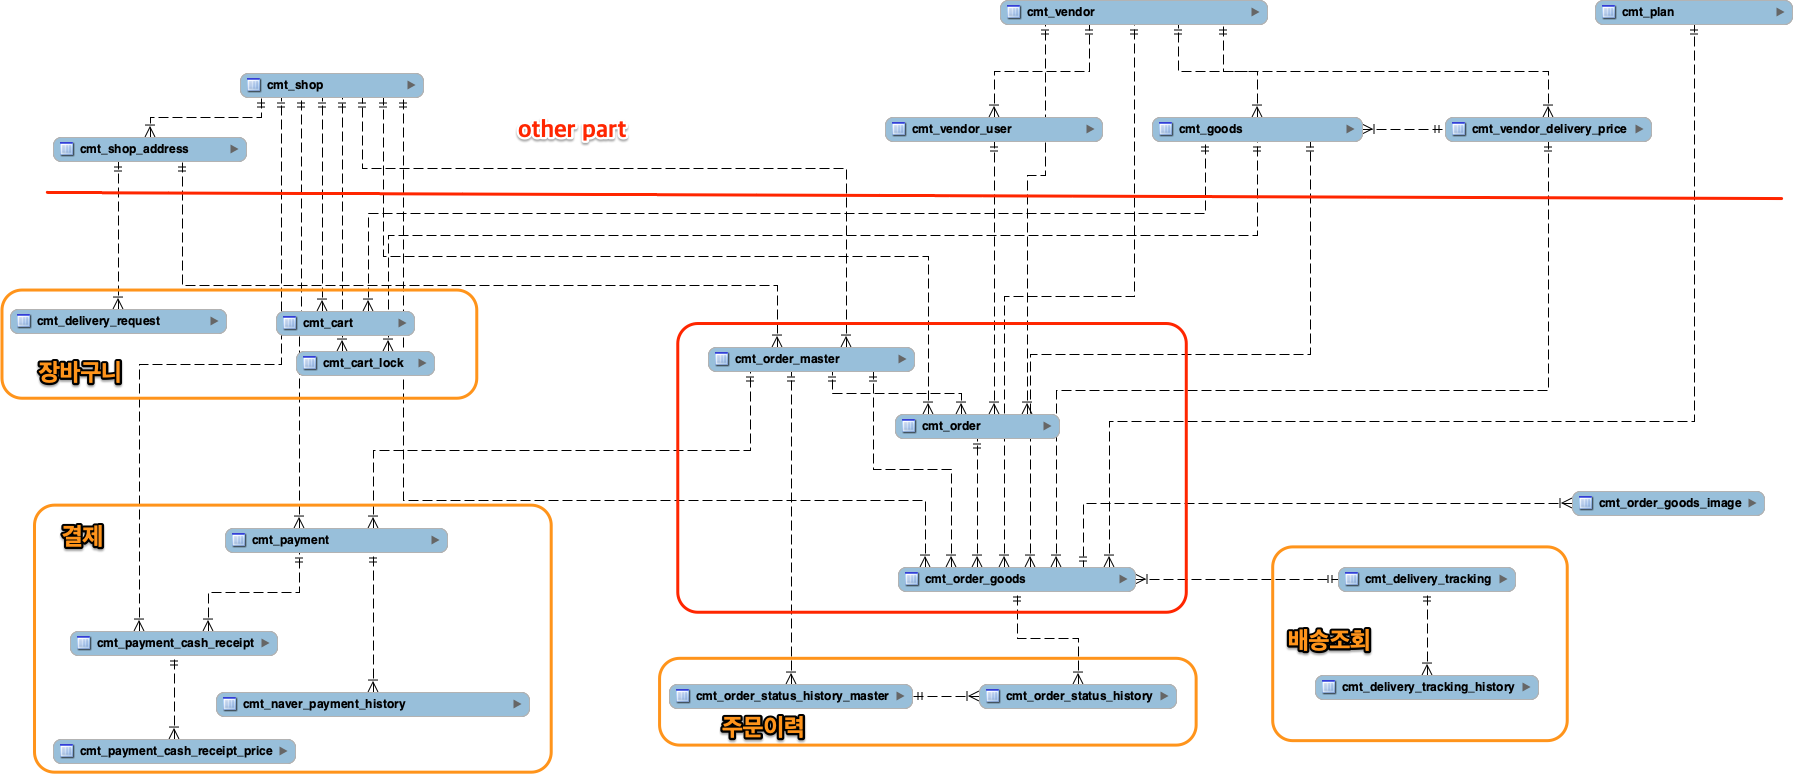 cmt_vendor
cmt_plan
cmt_shop
other part
cmt_vendor_user
cmt_goods
cmt_vendor_delivery_price
cmt_shop_address
cmt_delivery_request
cmt_cart
장바구니
cmt_cart_lock
cmt_order_master
cmt_order
cmt_order_goods_image
결제
cmt_payment
cmt_order_goods
cmt_delivery_tracking
배송조회
cmt_payment_cash_receipt
cmt_delivery_tracking_history
cmt_order_status_history_master
cmt_order_status_history
cmt_naver_payment_history
주문이력
cmt_payment_cash_receipt_price